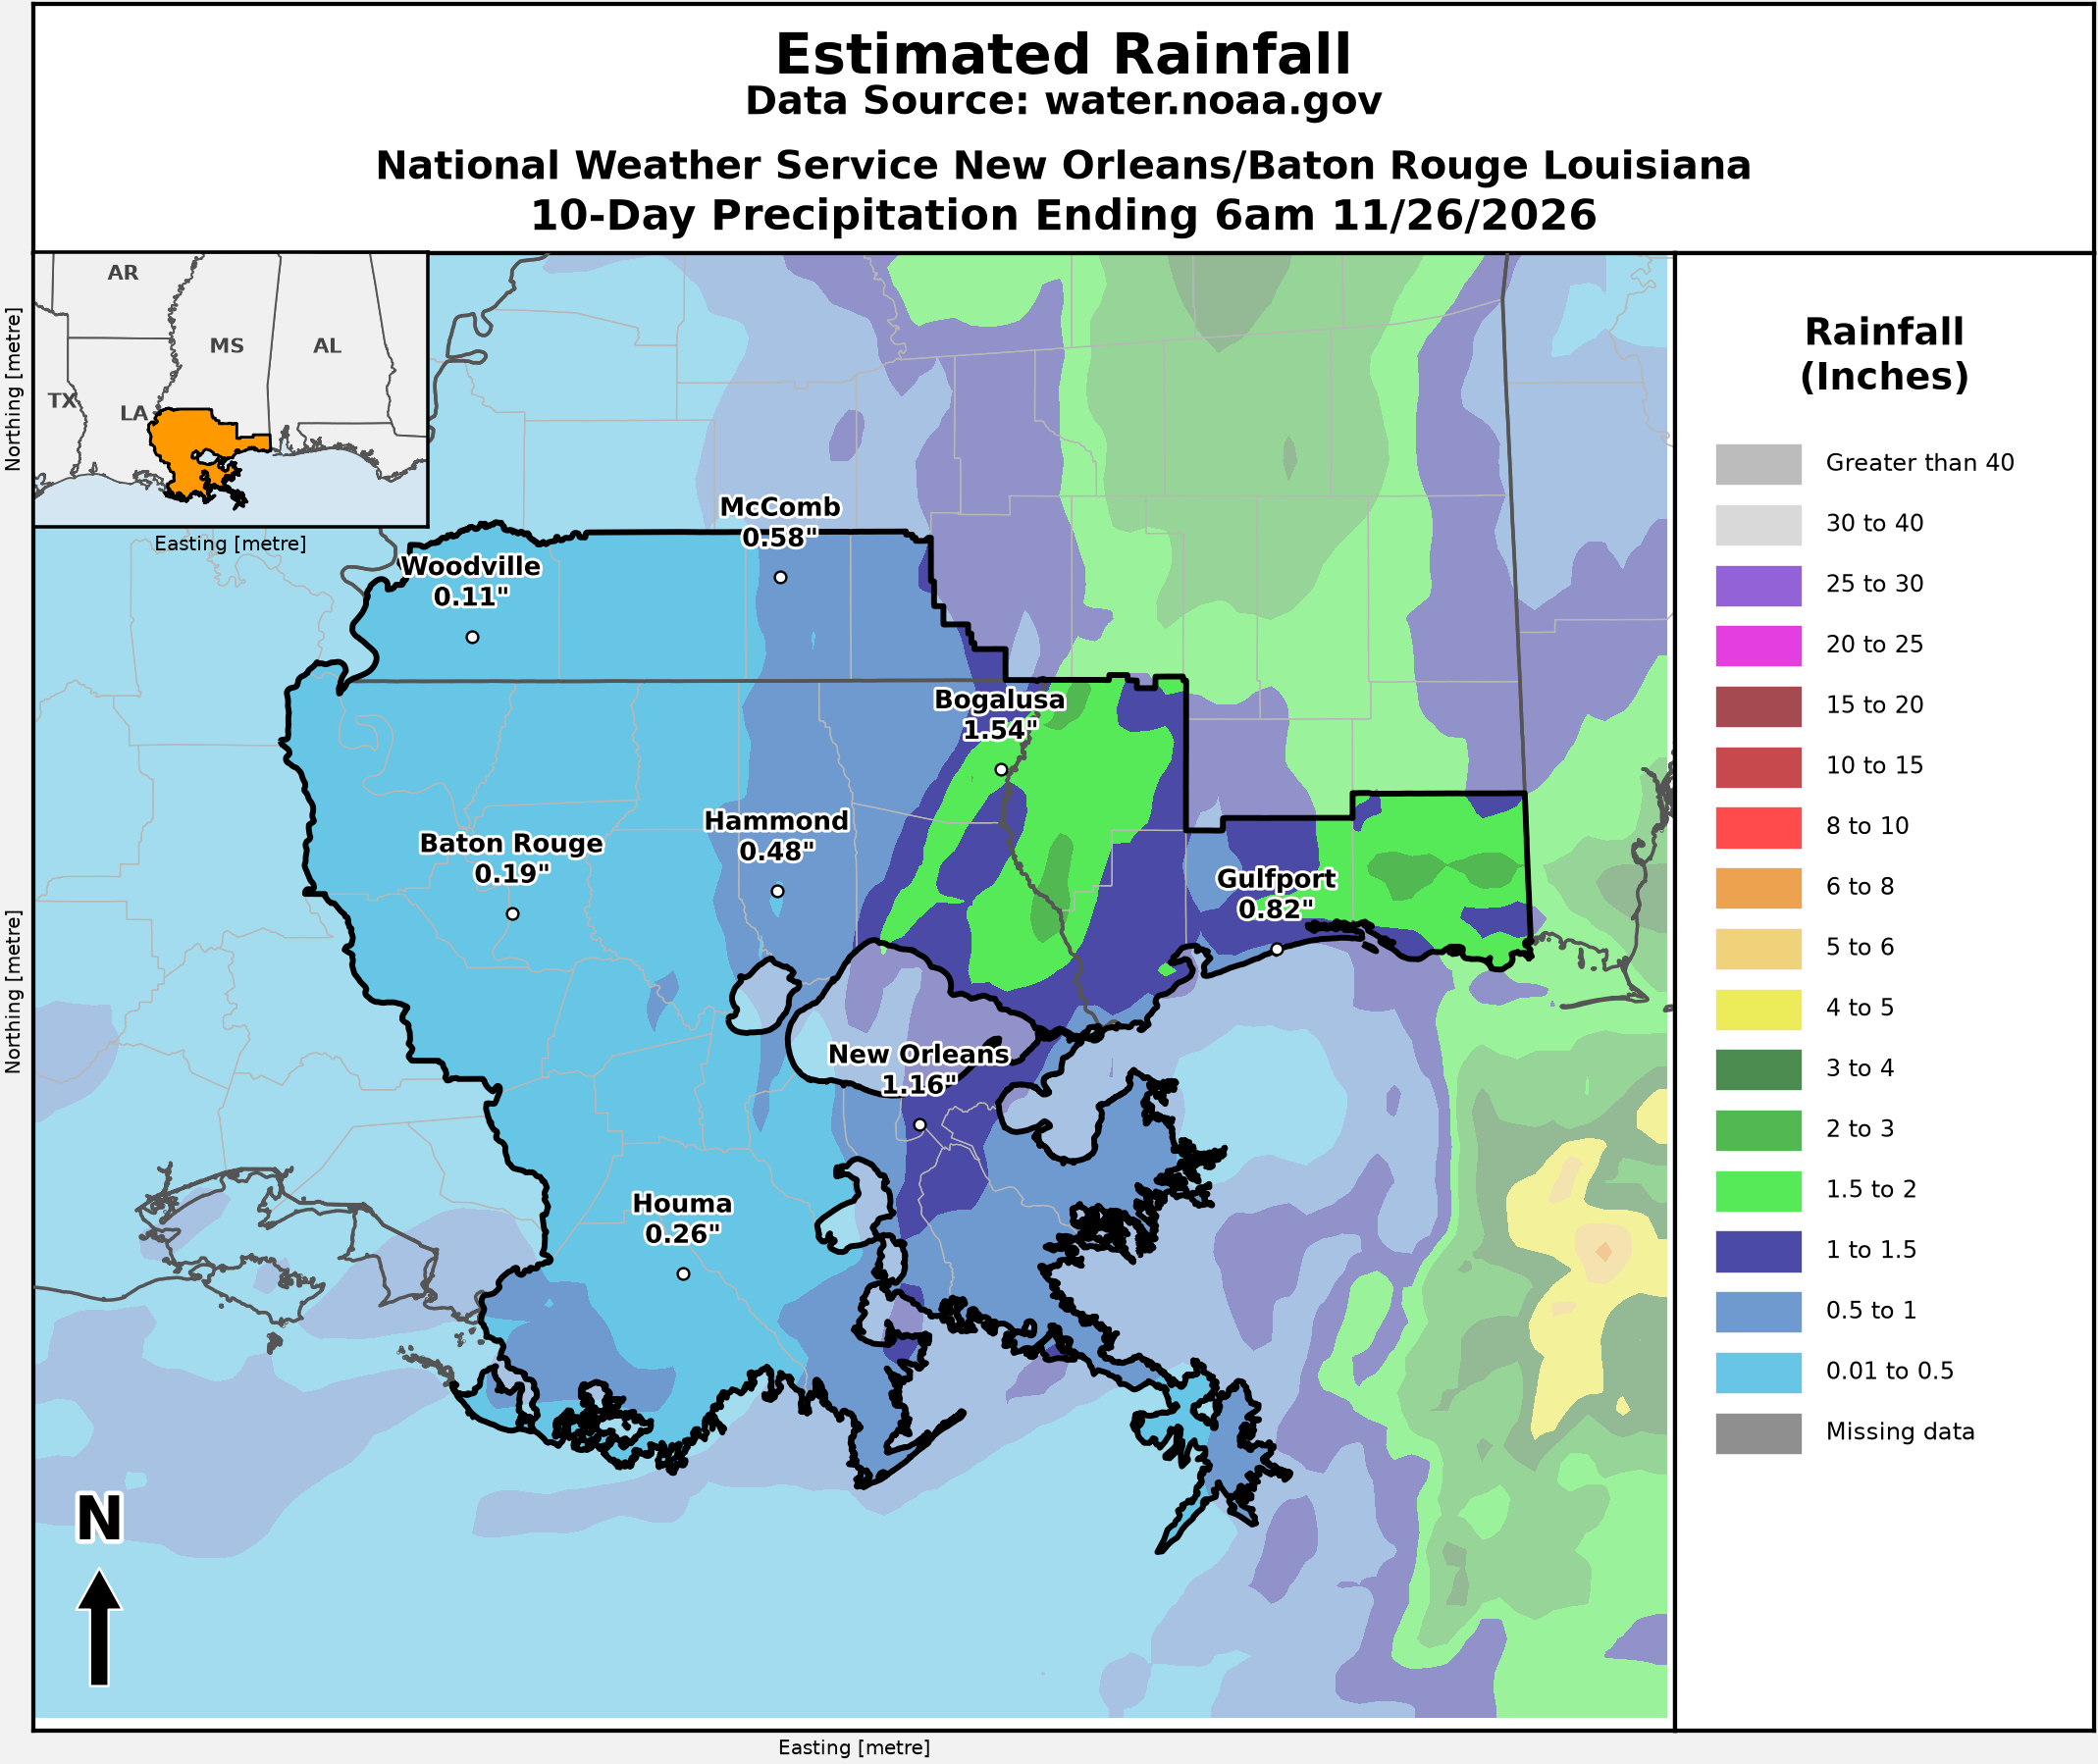 Estimated Rainfall
Data Source: water.noaa.gov
National Weather Service New Orleans/Baton Rouge Louisiana
10-Day Precipitation Ending 6am 11/26/2026
AR
MS
AL
TX
LA
Northing [metre]
Easting [metre]
McComb
0.58"
Woodville
0.11"
Bogalusa
1.54"
Hammond
0.48"
Baton Rouge
0.19"
Gulfport
0.82"
New Orleans
1.16"
Houma
0.26"
N
Northing [metre]
Easting [metre]
Rainfall
(Inches)
Greater than 40
30 to 40
25 to 30
20 to 25
15 to 20
10 to 15
8 to 10
6 to 8
5 to 6
4 to 5
3 to 4
2 to 3
1.5 to 2
1 to 1.5
0.5 to 1
0.01 to 0.5
Missing data